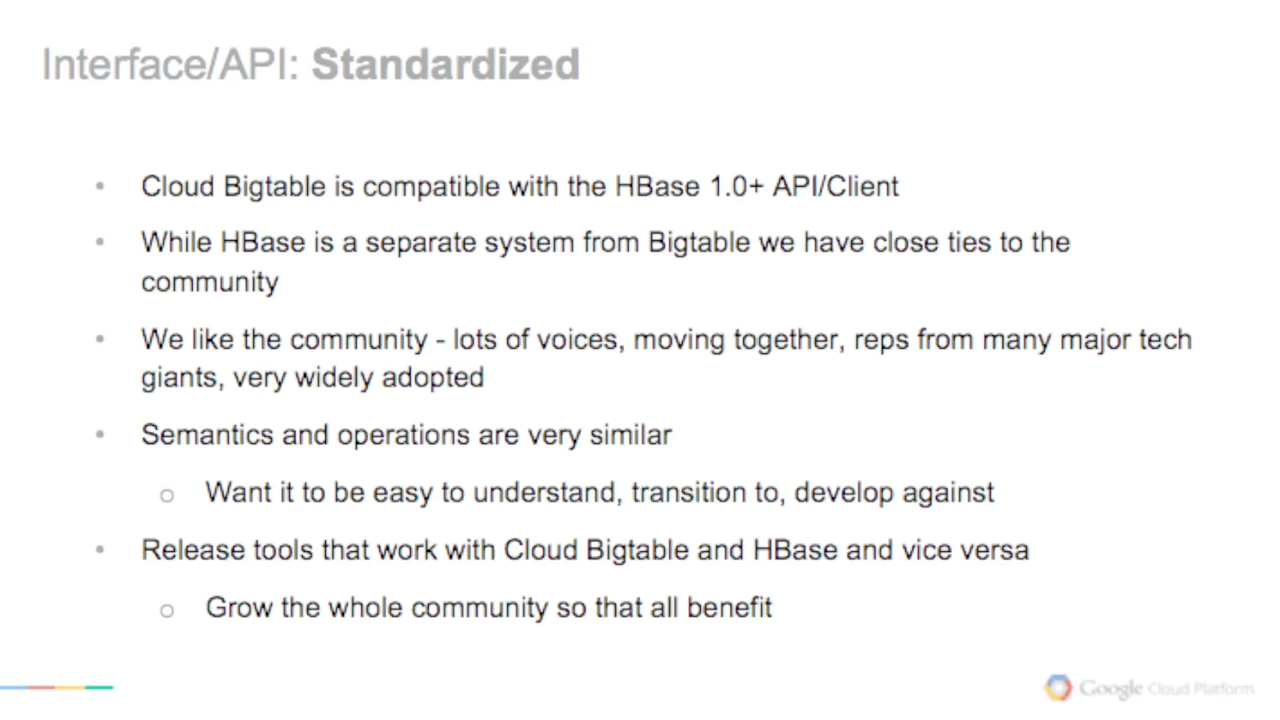 Interface/API: Standardized
• Cloud Bigtable is compatible with the HBase 1.0+ API/Client
• While HBase is a separate system from Bigtable we have close ties to the
community
• We like the community - lots of voices, moving together, reps from many major tech
giants, very widely adopted
• Semantics and operations are very similar
○ Want it to be easy to understand, transition to, develop against
• Release tools that work with Cloud Bigtable and HBase and vice versa
○ Grow the whole community so that all benefit
Google Cloud Platform